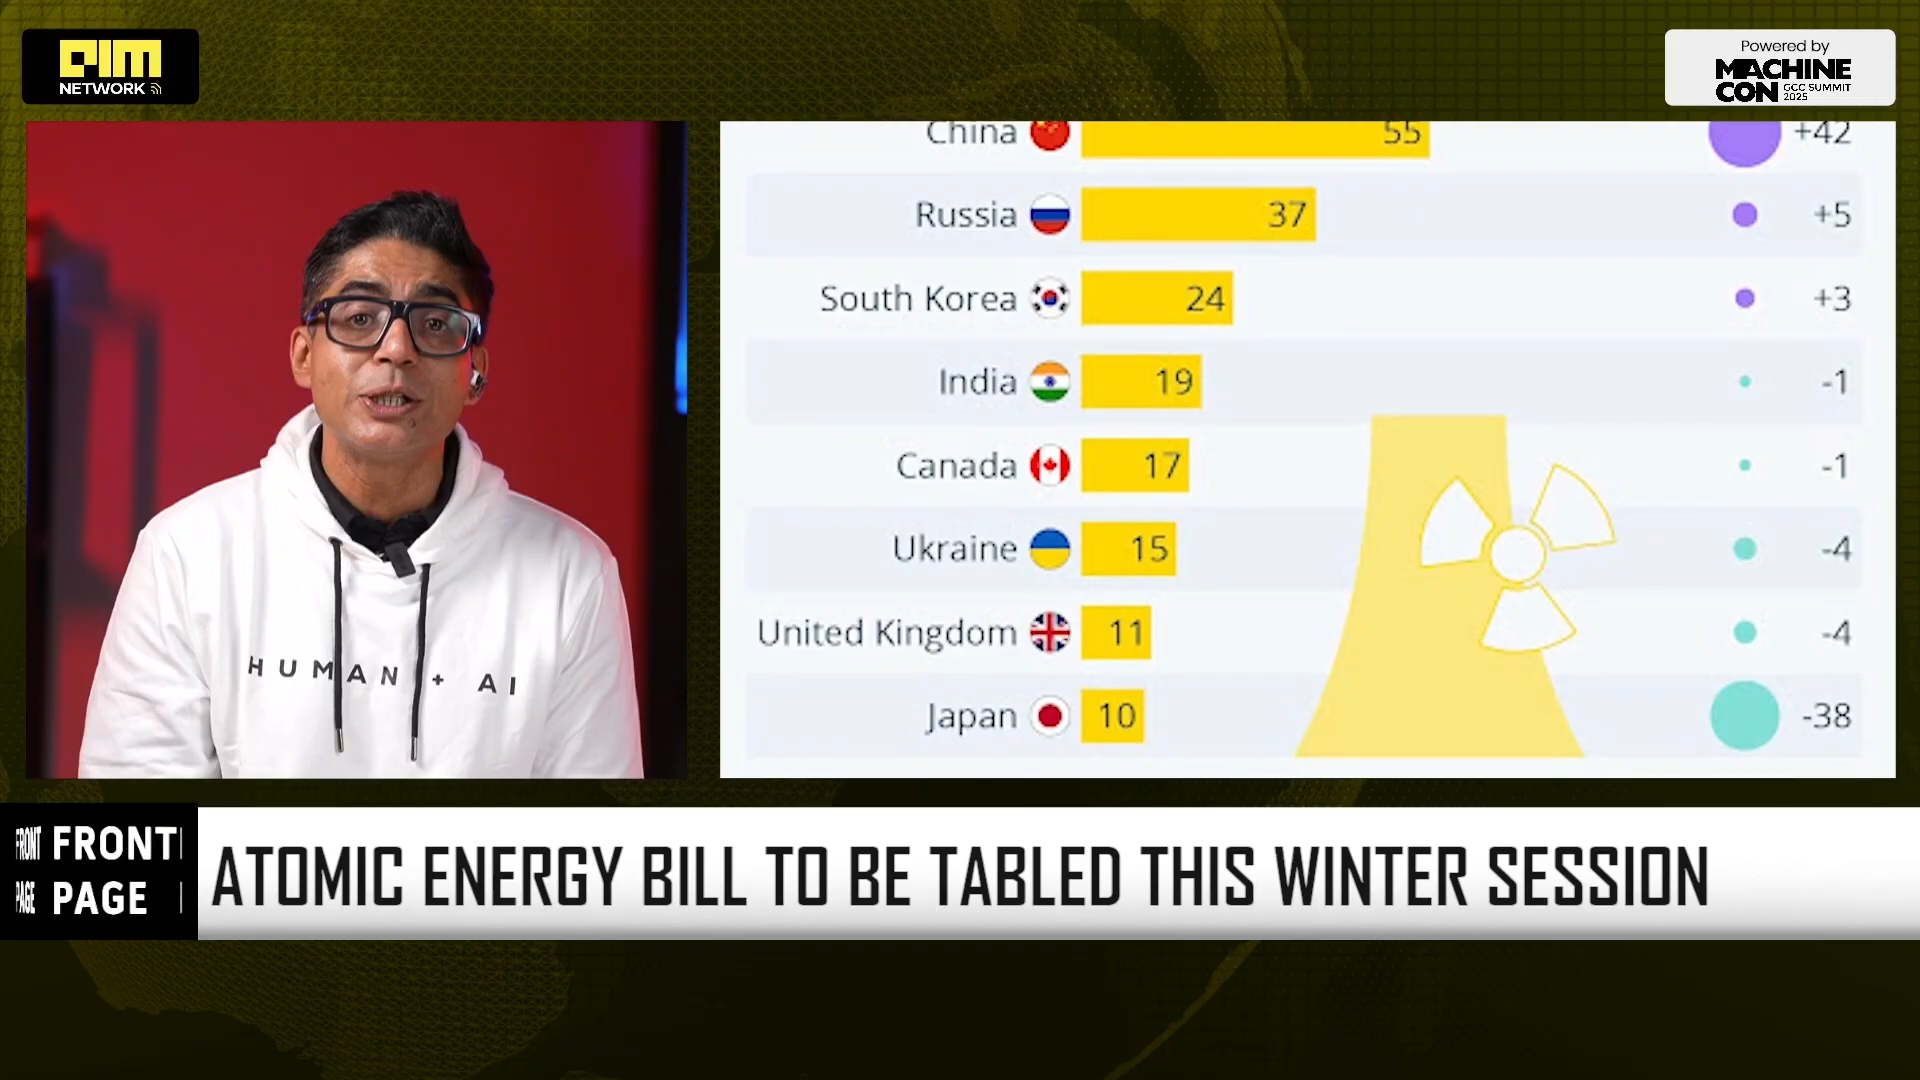 AIM
NETWORK
Powered by
MACHINE
CON GCC SUMMIT
2025
China 55 +42
Russia 37 +5
South Korea 24 +3
India 19 -1
Canada 17 -1
Ukraine 15 -4
United Kingdom 11 -4
Japan 10 -38
HUMAN + AI
FRONT FRONT
PAGE PAGE
ATOMIC ENERGY BILL TO BE TABLED THIS WINTER SESSION